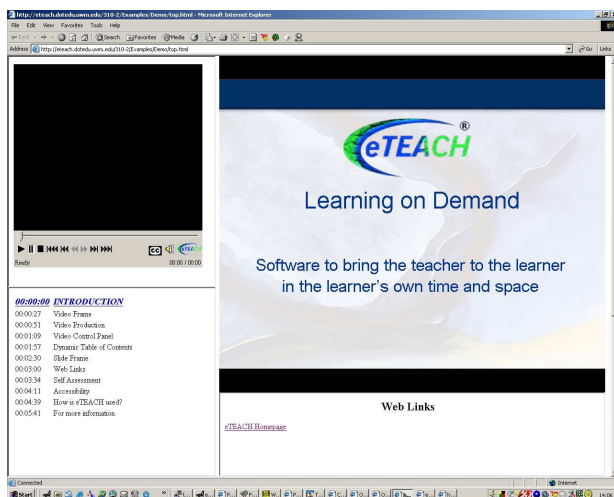 http://eteach.dotedu.uwm.edu/310-2/Examples/Demo/top.html - Microsoft Internet Explorer
File Edit View Favorites Tools Help
Back Search Favorites Media
Address http://eteach.dotedu.uwm.edu/310-2/Examples/Demo/top.html Go Links
eTEACH ®
Learning on Demand
Software to bring the teacher to the learner
in the learner's own time and space
cc eTEACH
Ready 00:00 / 00:00
00:00:00 INTRODUCTION
00:00:27 Video Frame
00:00:51 Video Production
00:01:09 Video Control Panel
00:01:57 Dynamic Table of Contents
00:02:30 Slide Frame
00:03:00 Web Links
00:03:34 Self Assessment
00:04:11 Accessibility
00:04:39 How is eTEACH used?
00:05:41 For more information
Web Links
eTEACH Homepage
Connected Internet
Start